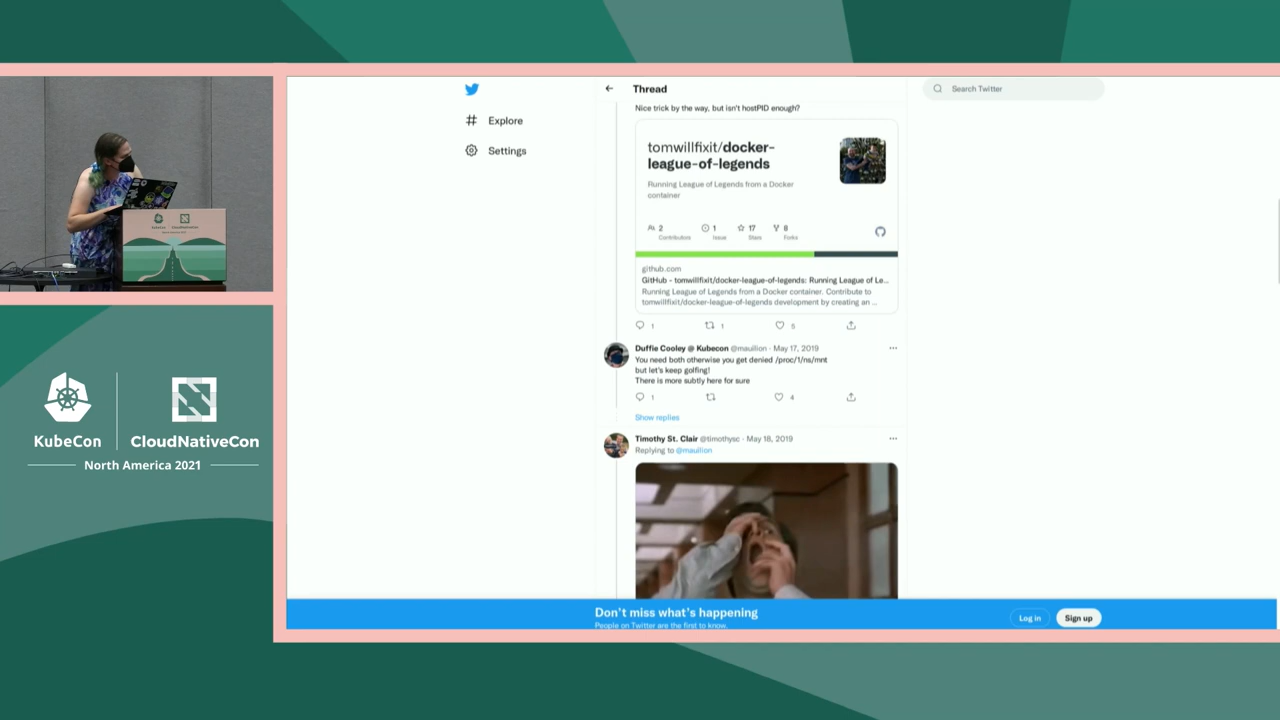 Thread
Search Twitter
Explore
Settings
Nice trick by the way, but isn't hostPID enough?
tomwillfixit/docker-
league-of-legends
Running League of Legends from a Docker
container
2
Contributors
1
Issue
17
Stars
8
Forks
github.com
GitHub - tomwillfixit/docker-league-of-legends: Running League of Le...
Running League of Legends from a Docker container. Contribute to
tomwillfixit/docker-league-of-legends development by creating an ...
1 1 5
Duffie Cooley @ Kubecon @mauilion · May 17, 2019
You need both otherwise you get denied /proc/1/ns/mnt
but let's keep golfing!
There is more subtly here for sure
1 4
Show replies
Timothy St. Clair @timothysc · May 18, 2019
Replying to @mauilion
Don't miss what's happening
People on Twitter are the first to know.
Log in
Sign up
KubeCon
CloudNativeCon
North America 2021
KubeCon
CloudNativeCon